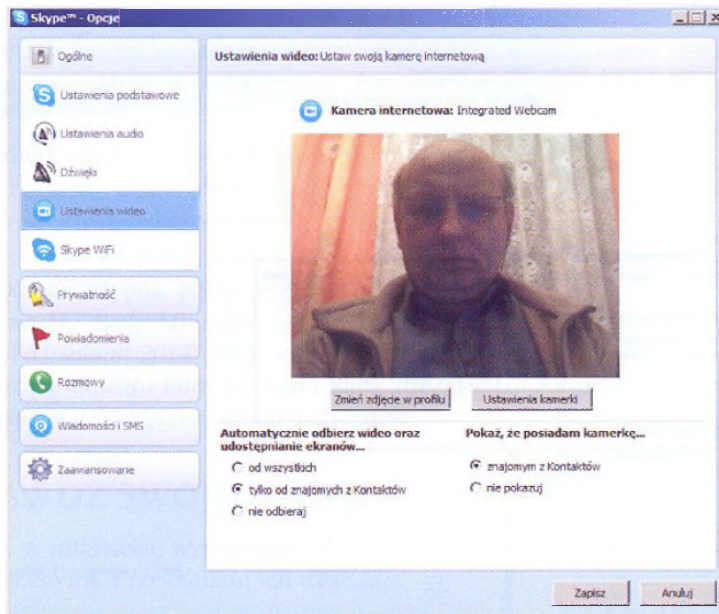 Skype™ - Opcje
Ogólne
Ustawienia podstawowe
Ustawienia audio
Dźwięki
Ustawienia wideo
Skype WiFi
Prywatność
Powiadomienia
Rozmowy
Wiadomości i SMS
Zaawansowane
Ustawienia wideo: Ustaw swoją kamerę internetową
Kamera internetowa: Integrated Webcam
Zmień zdjęcie w profilu
Ustawienia kamerki
Automatycznie odbierz wideo oraz
udostępnianie ekranów...
od wszystkich
tylko od znajomych z Kontaktów
nie odbieraj
Pokaż, że posiadam kamerkę...
znajomym z Kontaktów
nie pokazuj
Zapisz
Anuluj